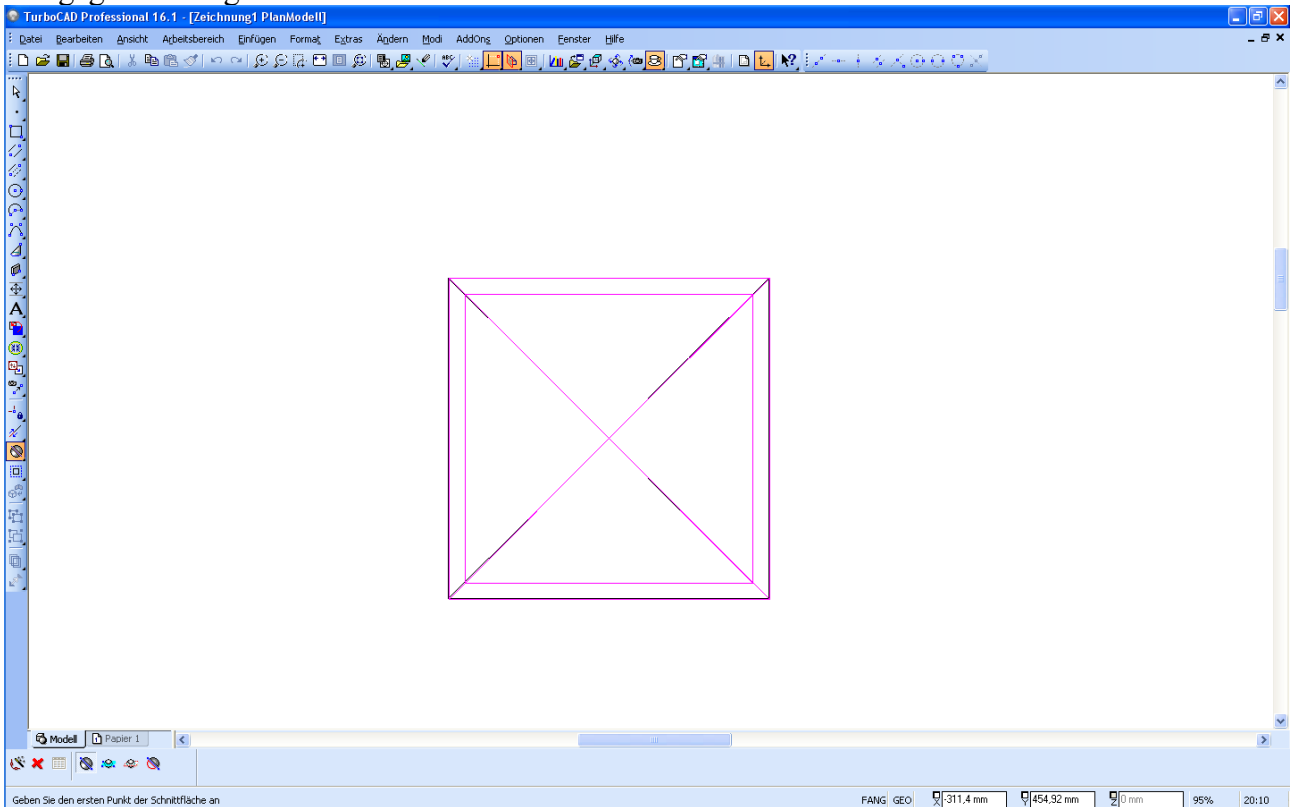 TurboCAD Professional 16.1 - [Zeichnung1 PlanModell]
Datei Bearbeiten Ansicht Arbeitsbereich Einfügen Format Extras Ändern Modi AddOns Optionen Fenster Hilfe
Modell Papier 1
Geben Sie den ersten Punkt der Schnittfläche an FANG GEO X -311,4 mm Y 454,92 mm Z 0 mm 95% 20:10